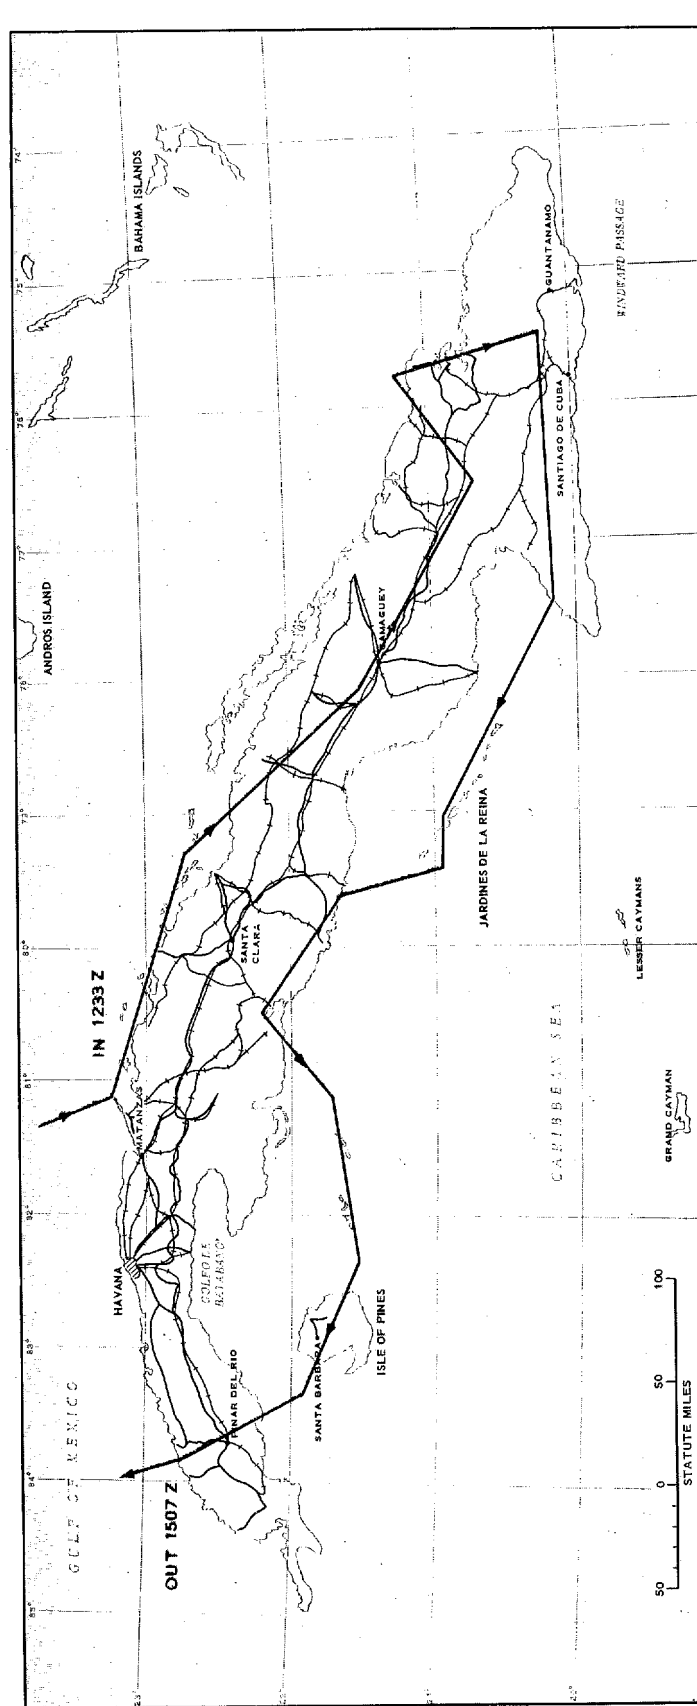 GULF OF MEXICO
85°
84°
83°
82°
81°
80°
76°
75°
74°
ANDROS ISLAND
BAHAMA ISLANDS
OUT 1507 Z
IN 1233 Z
HAVANA
MATANZAS
GOLFO DE
BATABANO
PINAR DEL RIO
SANTA
CLARA
CAMAGUEY
SANTA BARBARA
ISLE OF PINES
JARDINES DE LA REINA
GUANTANAMO
SANTIAGO DE CUBA
WINDWARD PASSAGE
CARIBBEAN SEA
LESSER CAYMANS
GRAND CAYMAN
23°
50 0 50 100
STATUTE MILES